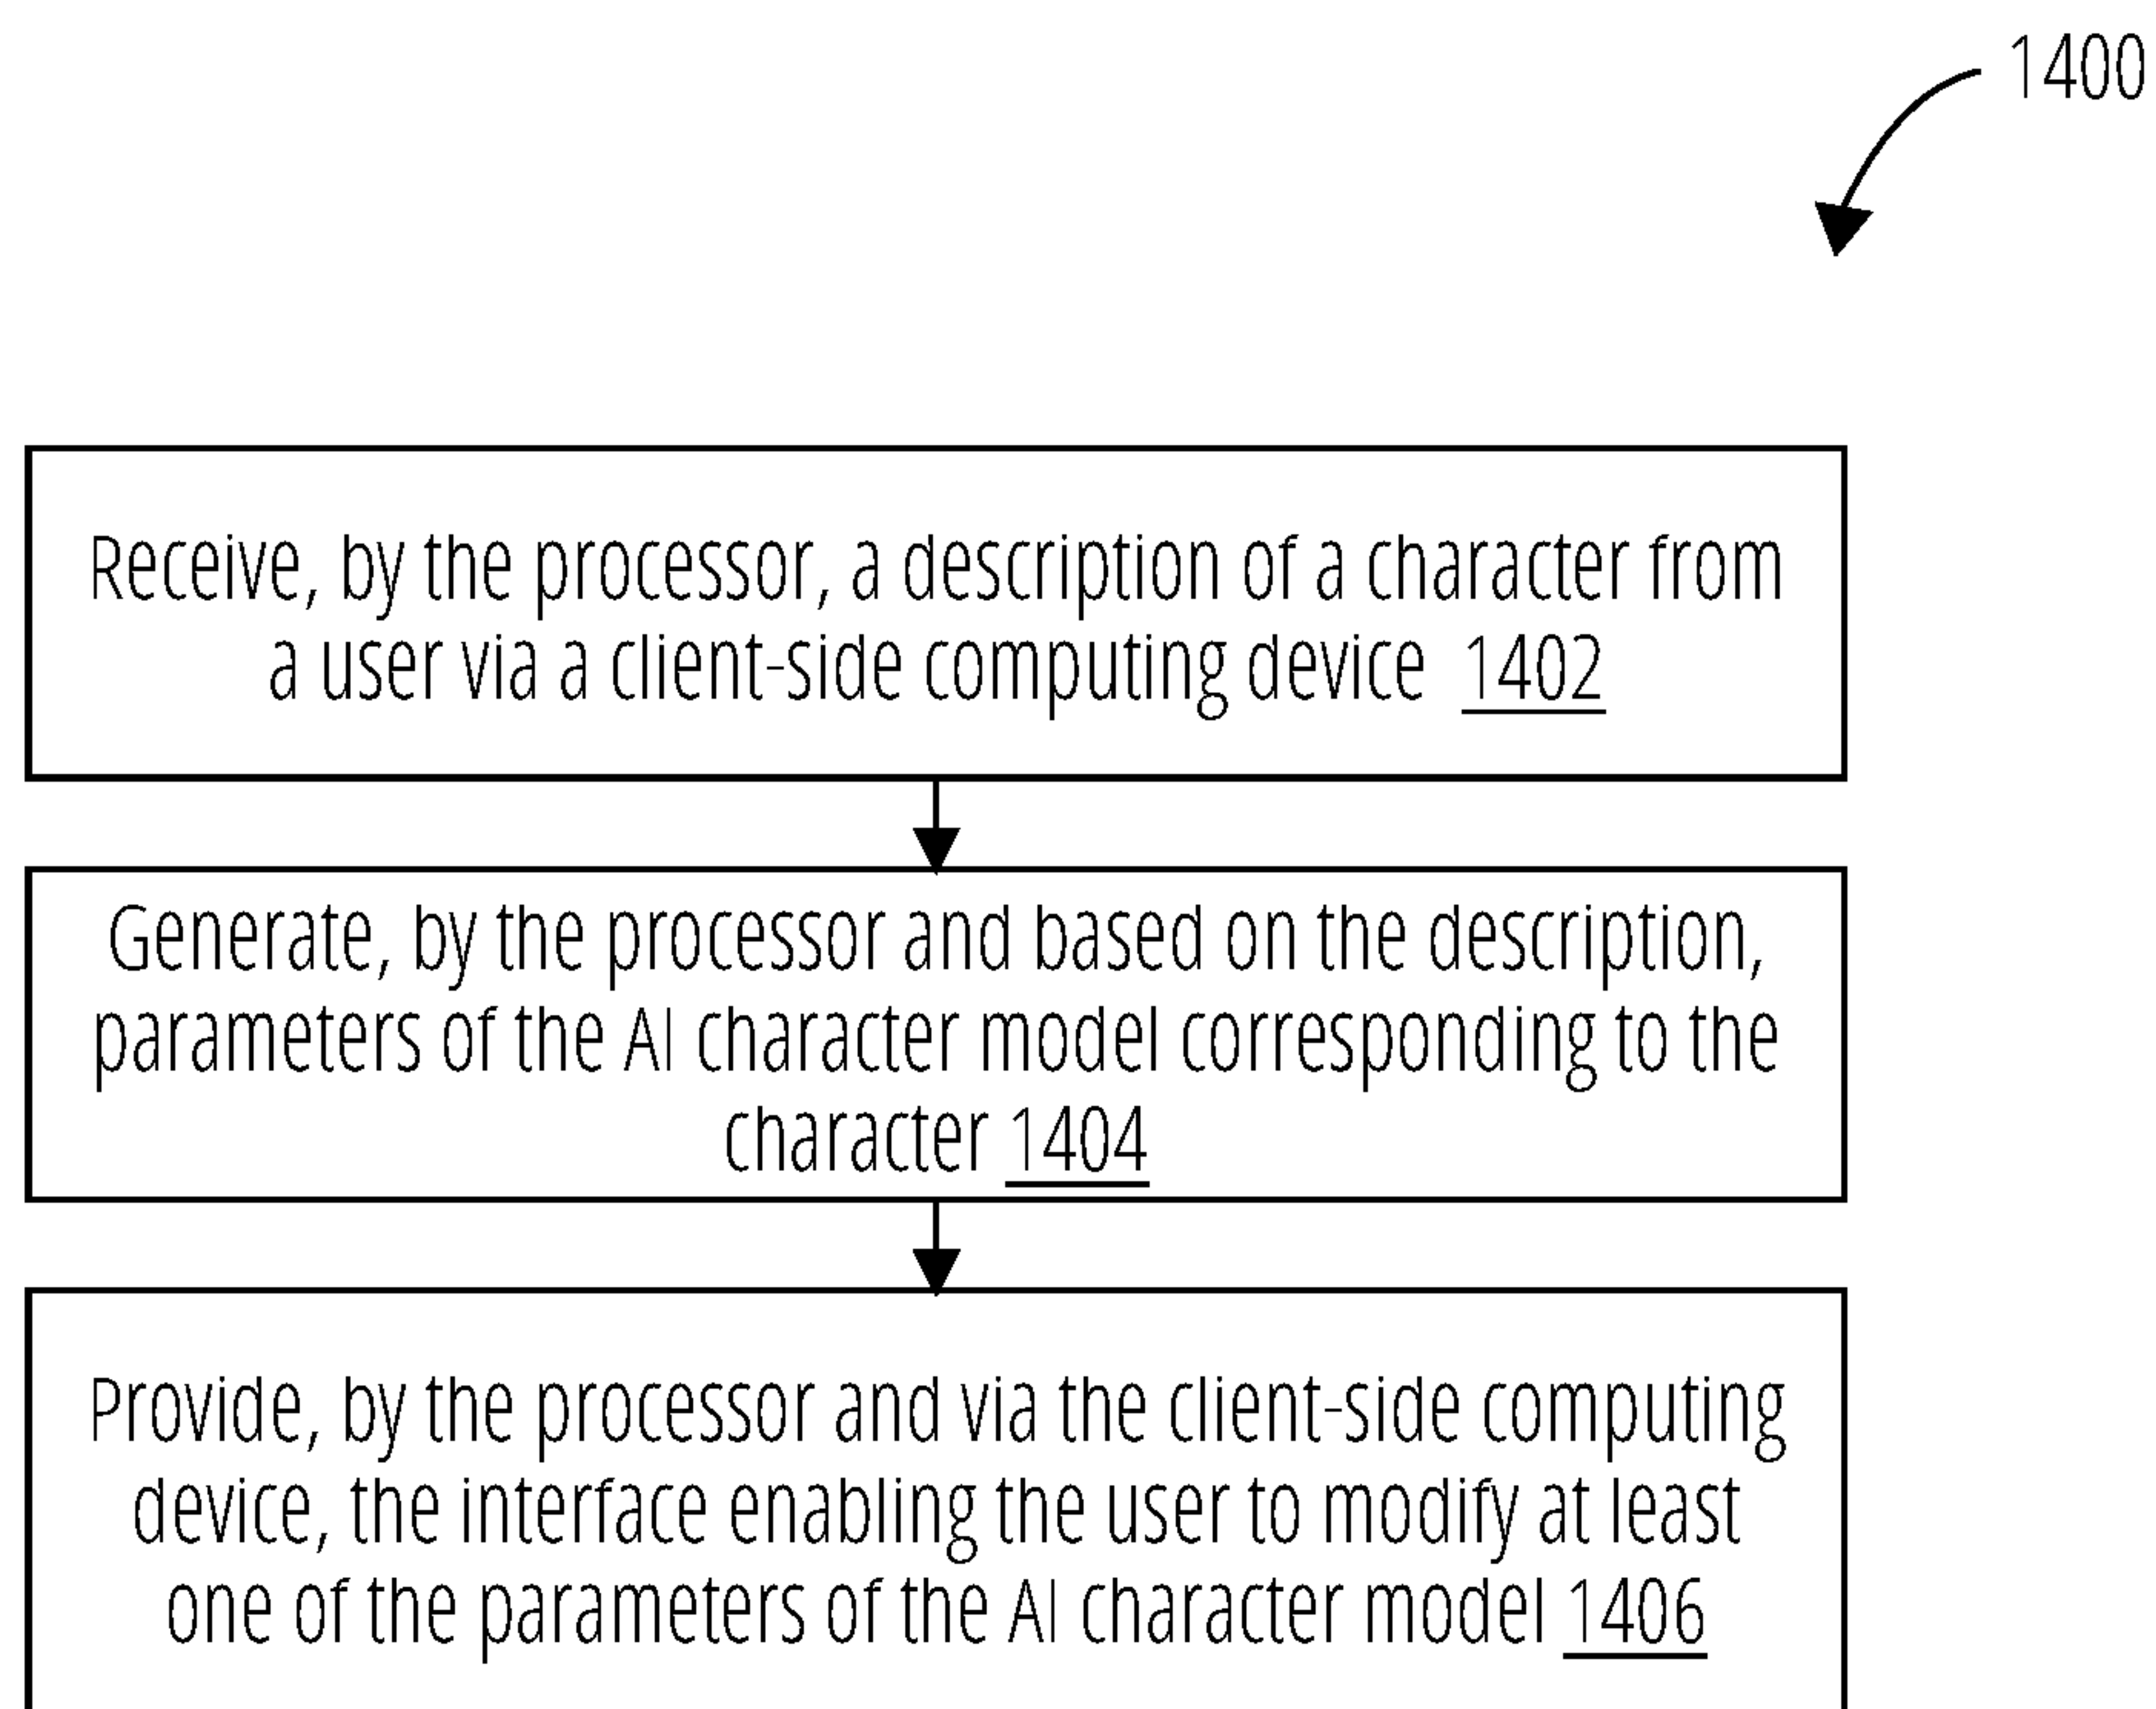 1400
Receive, by the processor, a description of a character from
a user via a client-side computing device 1402
Generate, by the processor and based on the description,
parameters of the AI character model corresponding to the
character 1404
Provide, by the processor and via the client-side computing
device, the interface enabling the user to modify at least
one of the parameters of the AI character model 1406